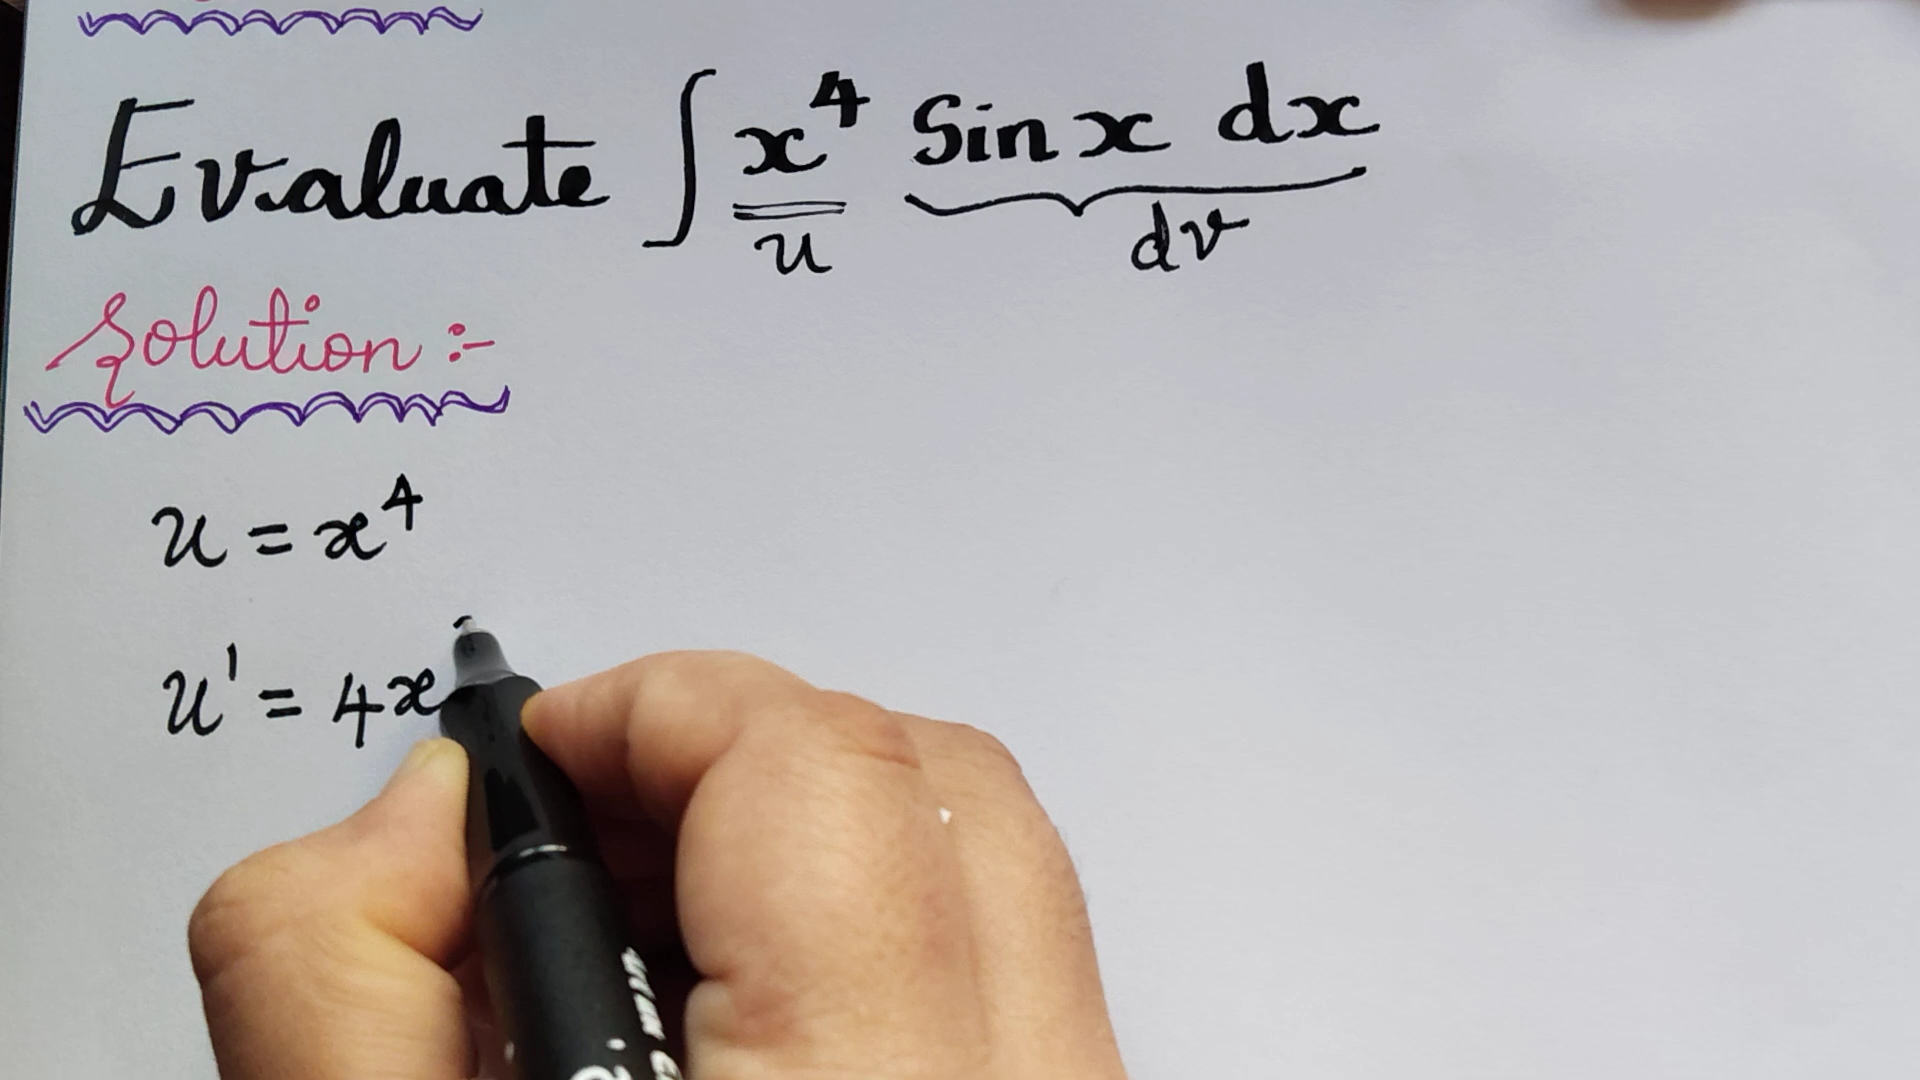 Evaluate ∫ x⁴ Sin x dx
u dv
Solution :-
u = x⁴
u' = 4x